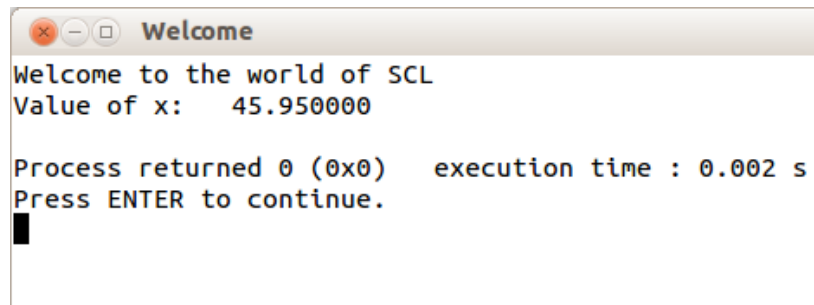 Welcome
Welcome to the world of SCL
Value of x:   45.950000
Process returned 0 (0x0)   execution time : 0.002 s
Press ENTER to continue.